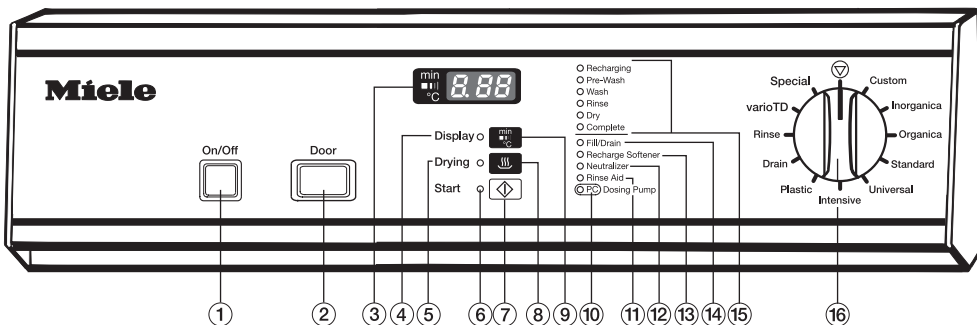 Miele
On/Off
Door
min
°C
8.88
Display
min
°C
Drying
Start
Recharging
Pre-Wash
Wash
Rinse
Dry
Complete
Fill/Drain
Recharge Softener
Neutralizer
Rinse Aid
PC Dosing Pump
Special
Custom
varioTD
Inorganica
Rinse
Organica
Drain
Standard
Plastic
Universal
Intensive
1 2 3 4 5 6 7 8 9 10 11 12 13 14 15 16